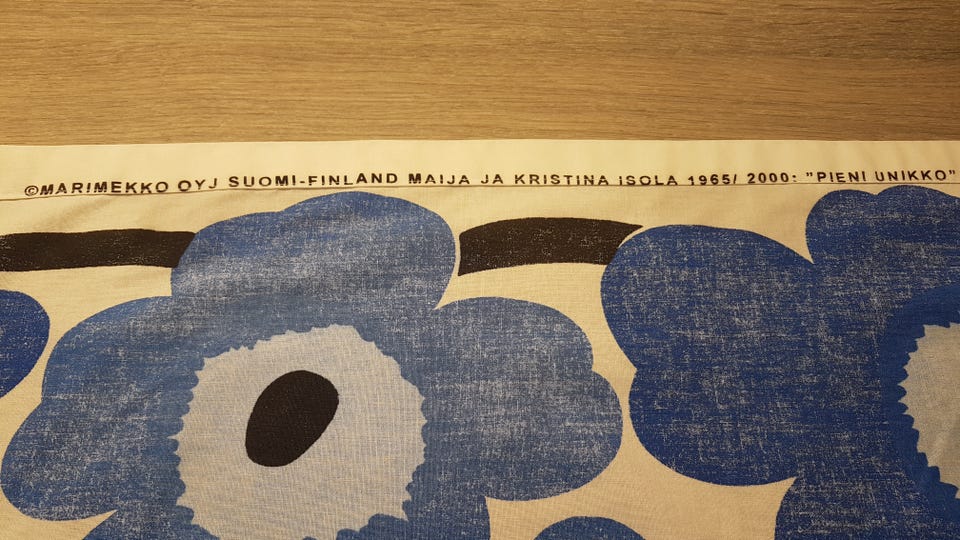 ©MARIMEKKO OYJ SUOMI-FINLAND MAIJA JA KRISTINA ISOLA 1965/ 2000: "PIENI UNIKKO"